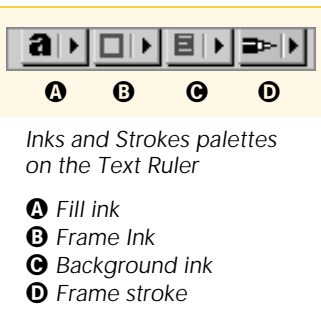 a
A B C D
Inks and Strokes palettes
on the Text Ruler
A Fill ink
B Frame Ink
C Background ink
D Frame stroke